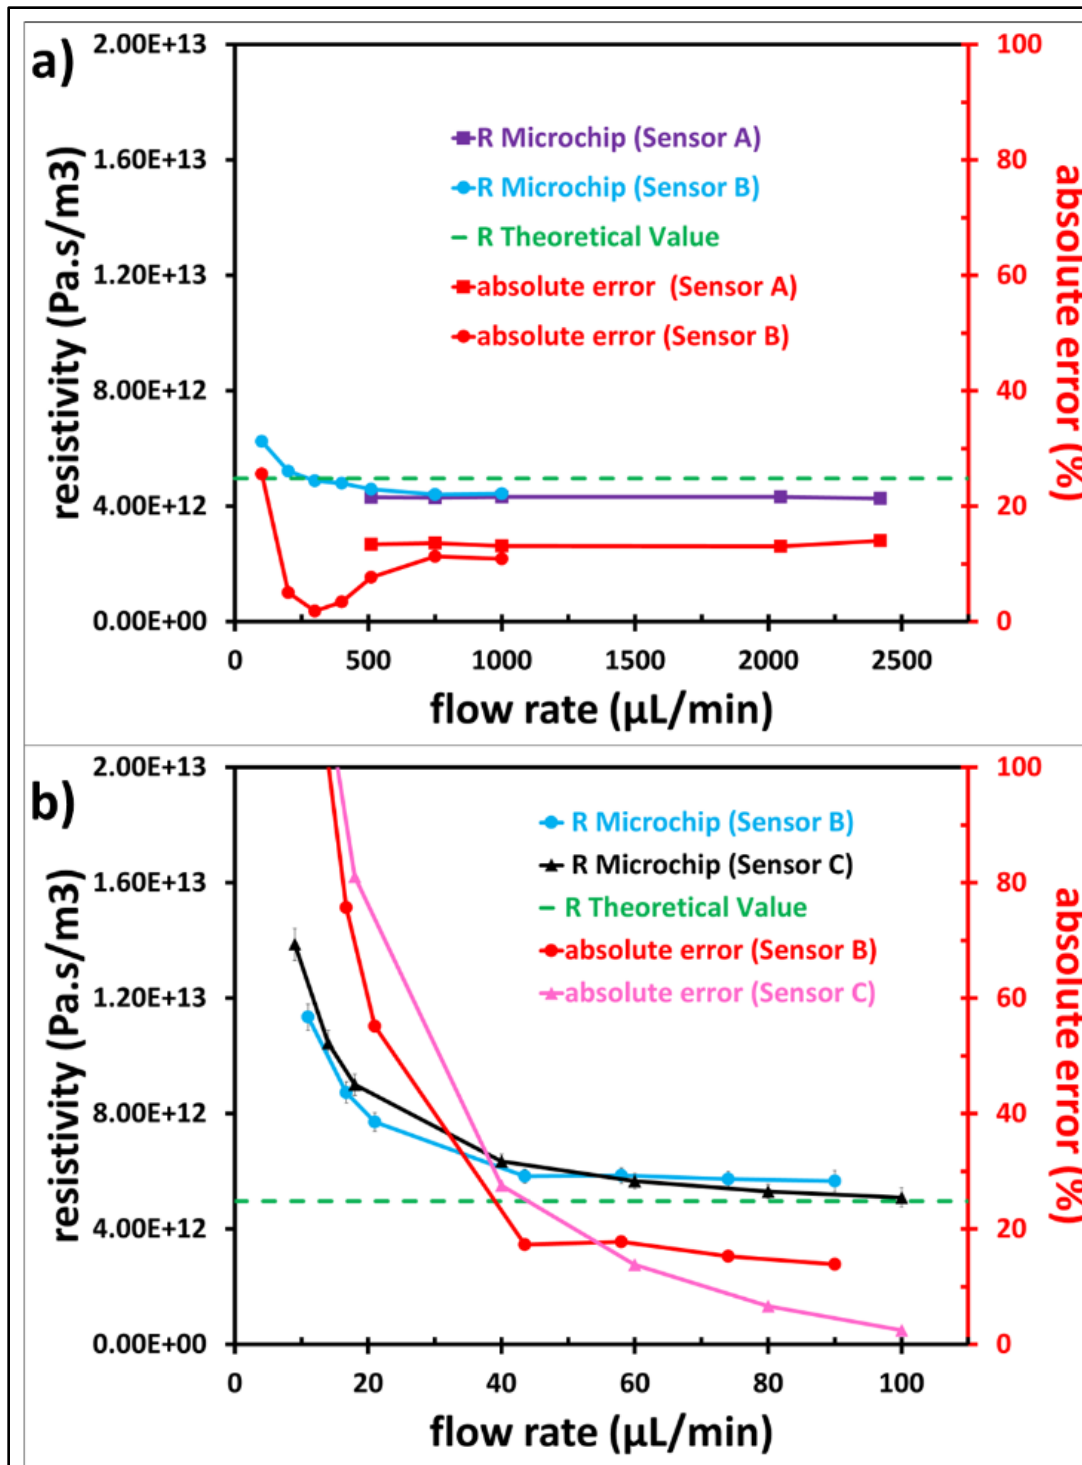 a)
2.00E+13
1.60E+13
1.20E+13
8.00E+12
4.00E+12
0.00E+00
resistivity (Pa.s/m3)
R Microchip (Sensor A)
R Microchip (Sensor B)
R Theoretical Value
absolute error (Sensor A)
absolute error (Sensor B)
100
80
60
40
20
0
absolute error (%)
0 500 1000 1500 2000 2500
flow rate (µL/min)
b)
2.00E+13
1.60E+13
1.20E+13
8.00E+12
4.00E+12
0.00E+00
resistivity (Pa.s/m3)
R Microchip (Sensor B)
R Microchip (Sensor C)
R Theoretical Value
absolute error (Sensor B)
absolute error (Sensor C)
100
80
60
40
20
0
absolute error (%)
0 20 40 60 80 100
flow rate (µL/min)